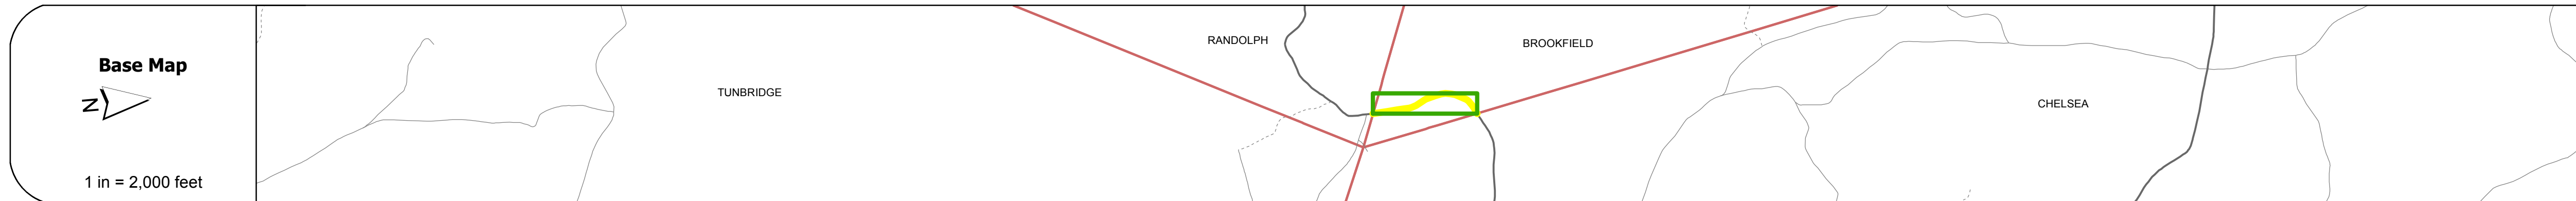 Base Map
N
1 in = 2,000 feet
TUNBRIDGE
RANDOLPH
BROOKFIELD
CHELSEA